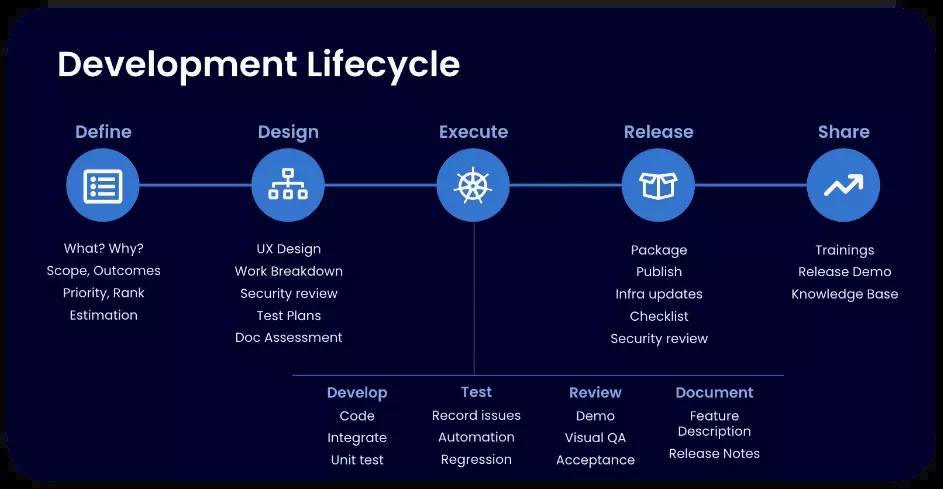 Development Lifecycle
Define
What? Why?
Scope, Outcomes
Priority, Rank
Estimation
Design
UX Design
Work Breakdown
Security review
Test Plans
Doc Assessment
Execute
Develop
Code
Integrate
Unit test
Test
Record issues
Automation
Regression
Review
Demo
Visual QA
Acceptance
Document
Feature
Description
Release Notes
Release
Package
Publish
Infra updates
Checklist
Security review
Share
Trainings
Release Demo
Knowledge Base